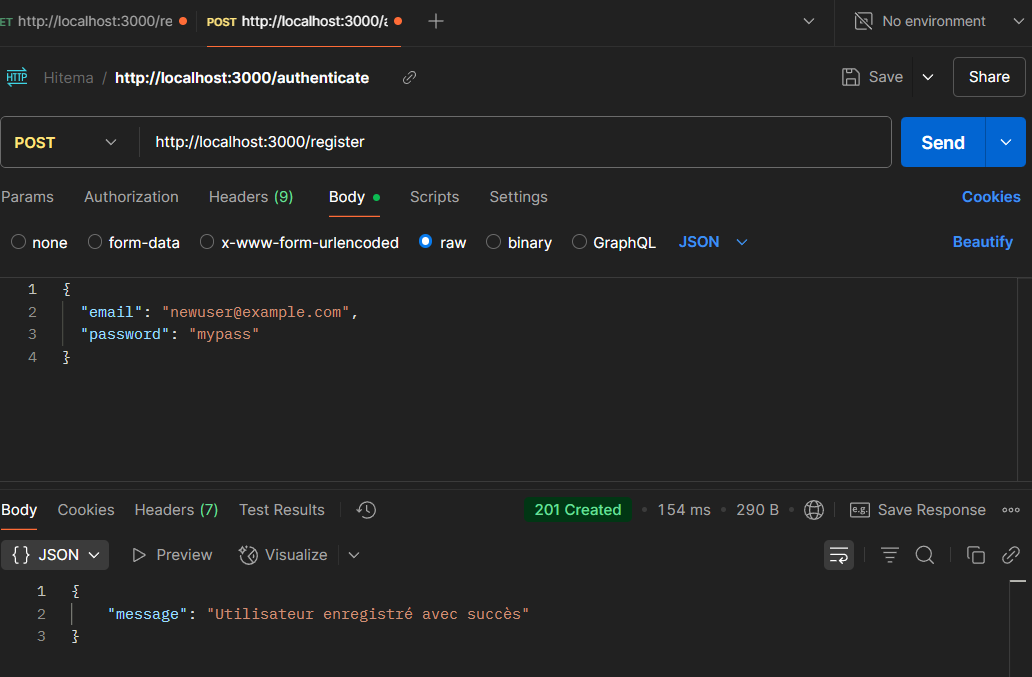 ET http://localhost:3000/re POST http://localhost:3000/a No environment
HTTP Hitema / http://localhost:3000/authenticate Save Share
POST http://localhost:3000/register Send
Params Authorization Headers (9) Body Scripts Settings Cookies
none form-data x-www-form-urlencoded raw binary GraphQL JSON Beautify
1 {
2 "email": "newuser@example.com",
3 "password": "mypass"
4 }
Body Cookies Headers (7) Test Results 201 Created • 154 ms • 290 B • e.g. Save Response
{} JSON Preview Visualize
1 {
2 "message": "Utilisateur enregistré avec succès"
3 }